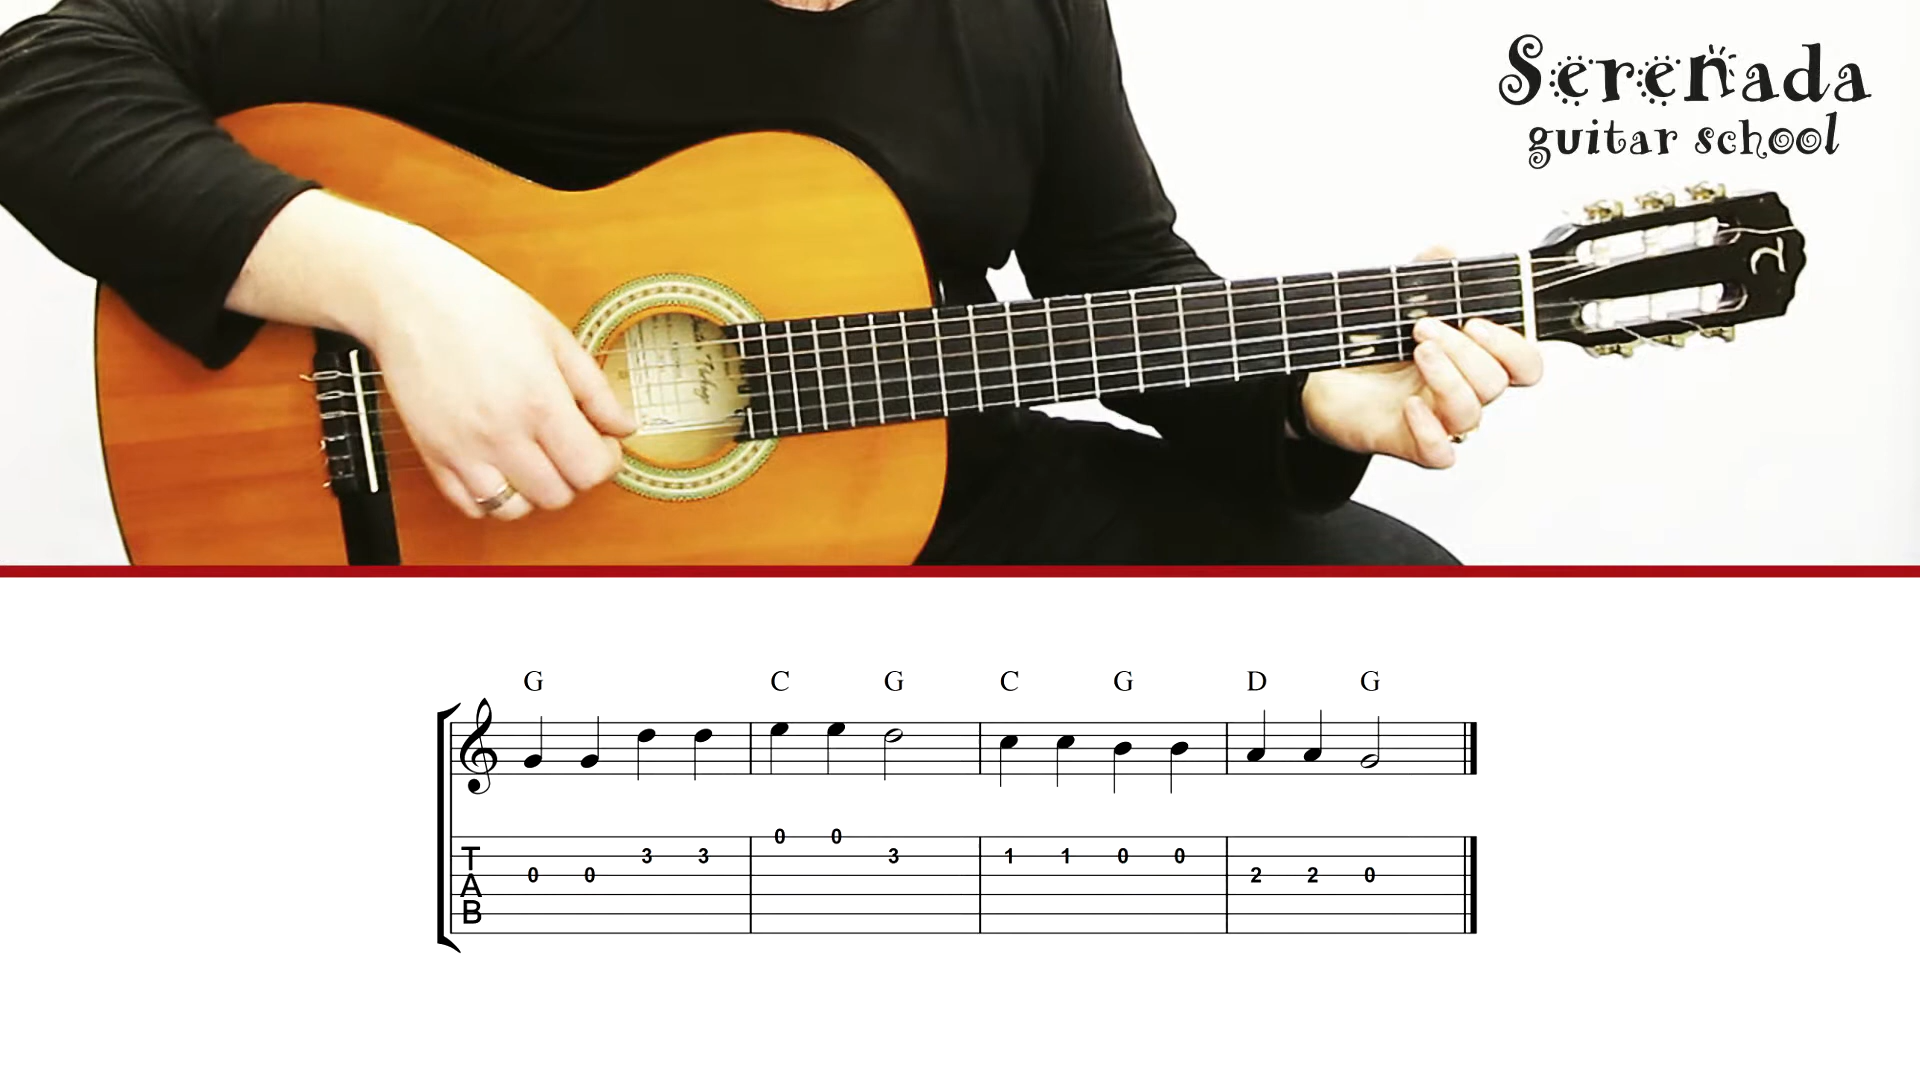 Serenada
guitar school
G C G C G D G
0 0
T 3 3 3 1 1 0 0
A 0 0 2 2 0
B